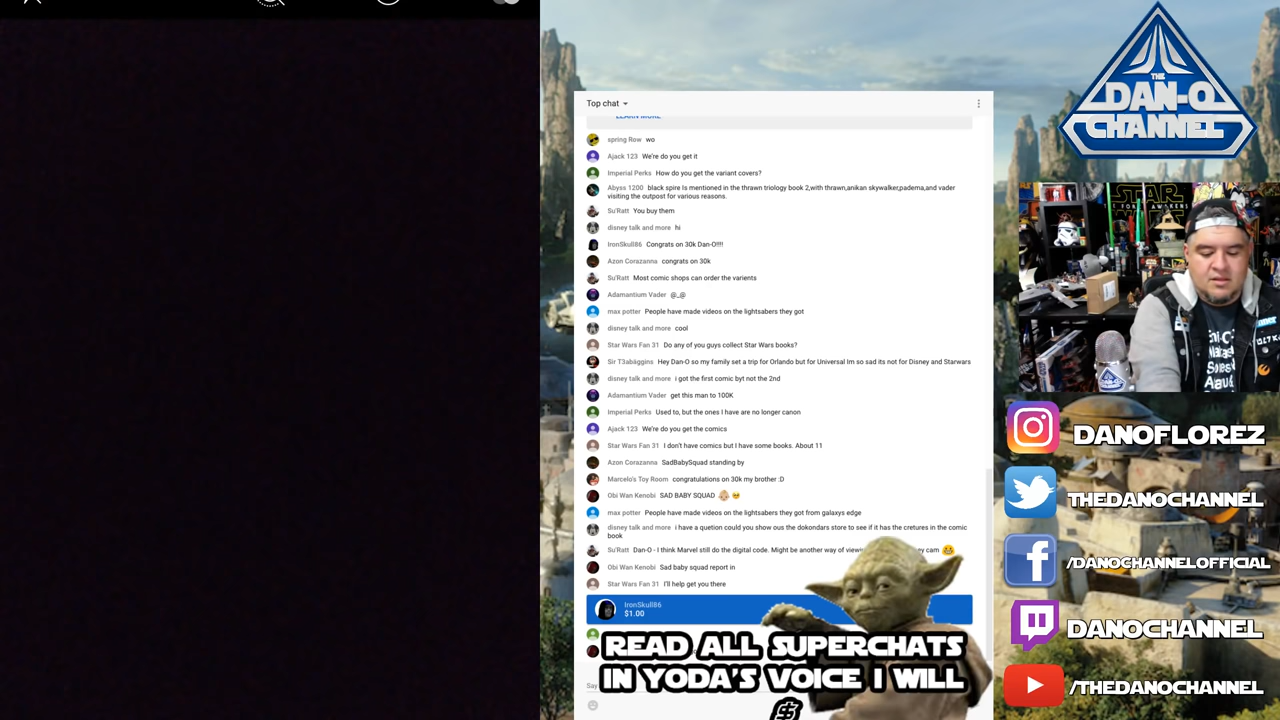 Top chat
LEARN MORE
spring Row wo
Ajack 123 We're do you get it
Imperial Perks How do you get the variant covers?
Abyss 1200 black spire Is mentioned in the thrawn triology book 2,with thrawn,anikan skywalker,padema,and vader
visiting the outpost for various reasons.
Su'Ratt You buy them
disney talk and more hi
IronSkull86 Congrats on 30k Dan-O!!!!
Azon Corazanna congrats on 30k
Su'Ratt Most comic shops can order the varients
Adamantium Vader @_@
max potter People have made videos on the lightsabers they got
disney talk and more cool
Star Wars Fan 31 Do any of you guys collect Star Wars books?
Sir T3abäggins Hey Dan-O so my family set a trip for Orlando but for Universal Im so sad its not for Disney and Starwars
disney talk and more i got the first comic byt not the 2nd
Adamantium Vader get this man to 100K
Imperial Perks Used to, but the ones I have are no longer canon
Ajack 123 We're do you get the comics
Star Wars Fan 31 I don't have comics but I have some books. About 11
Azon Corazanna SadBabySquad standing by
Marcelo's Toy Room congratulations on 30k my brother :D
Obi Wan Kenobi SAD BABY SQUAD
max potter People have made videos on the lightsabers they got from galaxys edge
disney talk and more i have a quetion could you show ous the dokondars store to see if it has the cretures in the comic
book
Su'Ratt Dan-O - I think Marvel still do the digital code. Might be another way of cam
Obi Wan Kenobi Sad baby squad report in
Star Wars Fan 31 I'll help get you there
IronSkull86
$1.00
READ ALL SUPERCHATS
IN YODA'S VOICE I WILL
$
Say
THE
DAN-O
CHANNEL
STAR
DANOFLOREZ
THEDANOCHANNEL
/DANOCHANNELOFFICIAL
DANOCHANNEL
/THEDANOCHANNEL